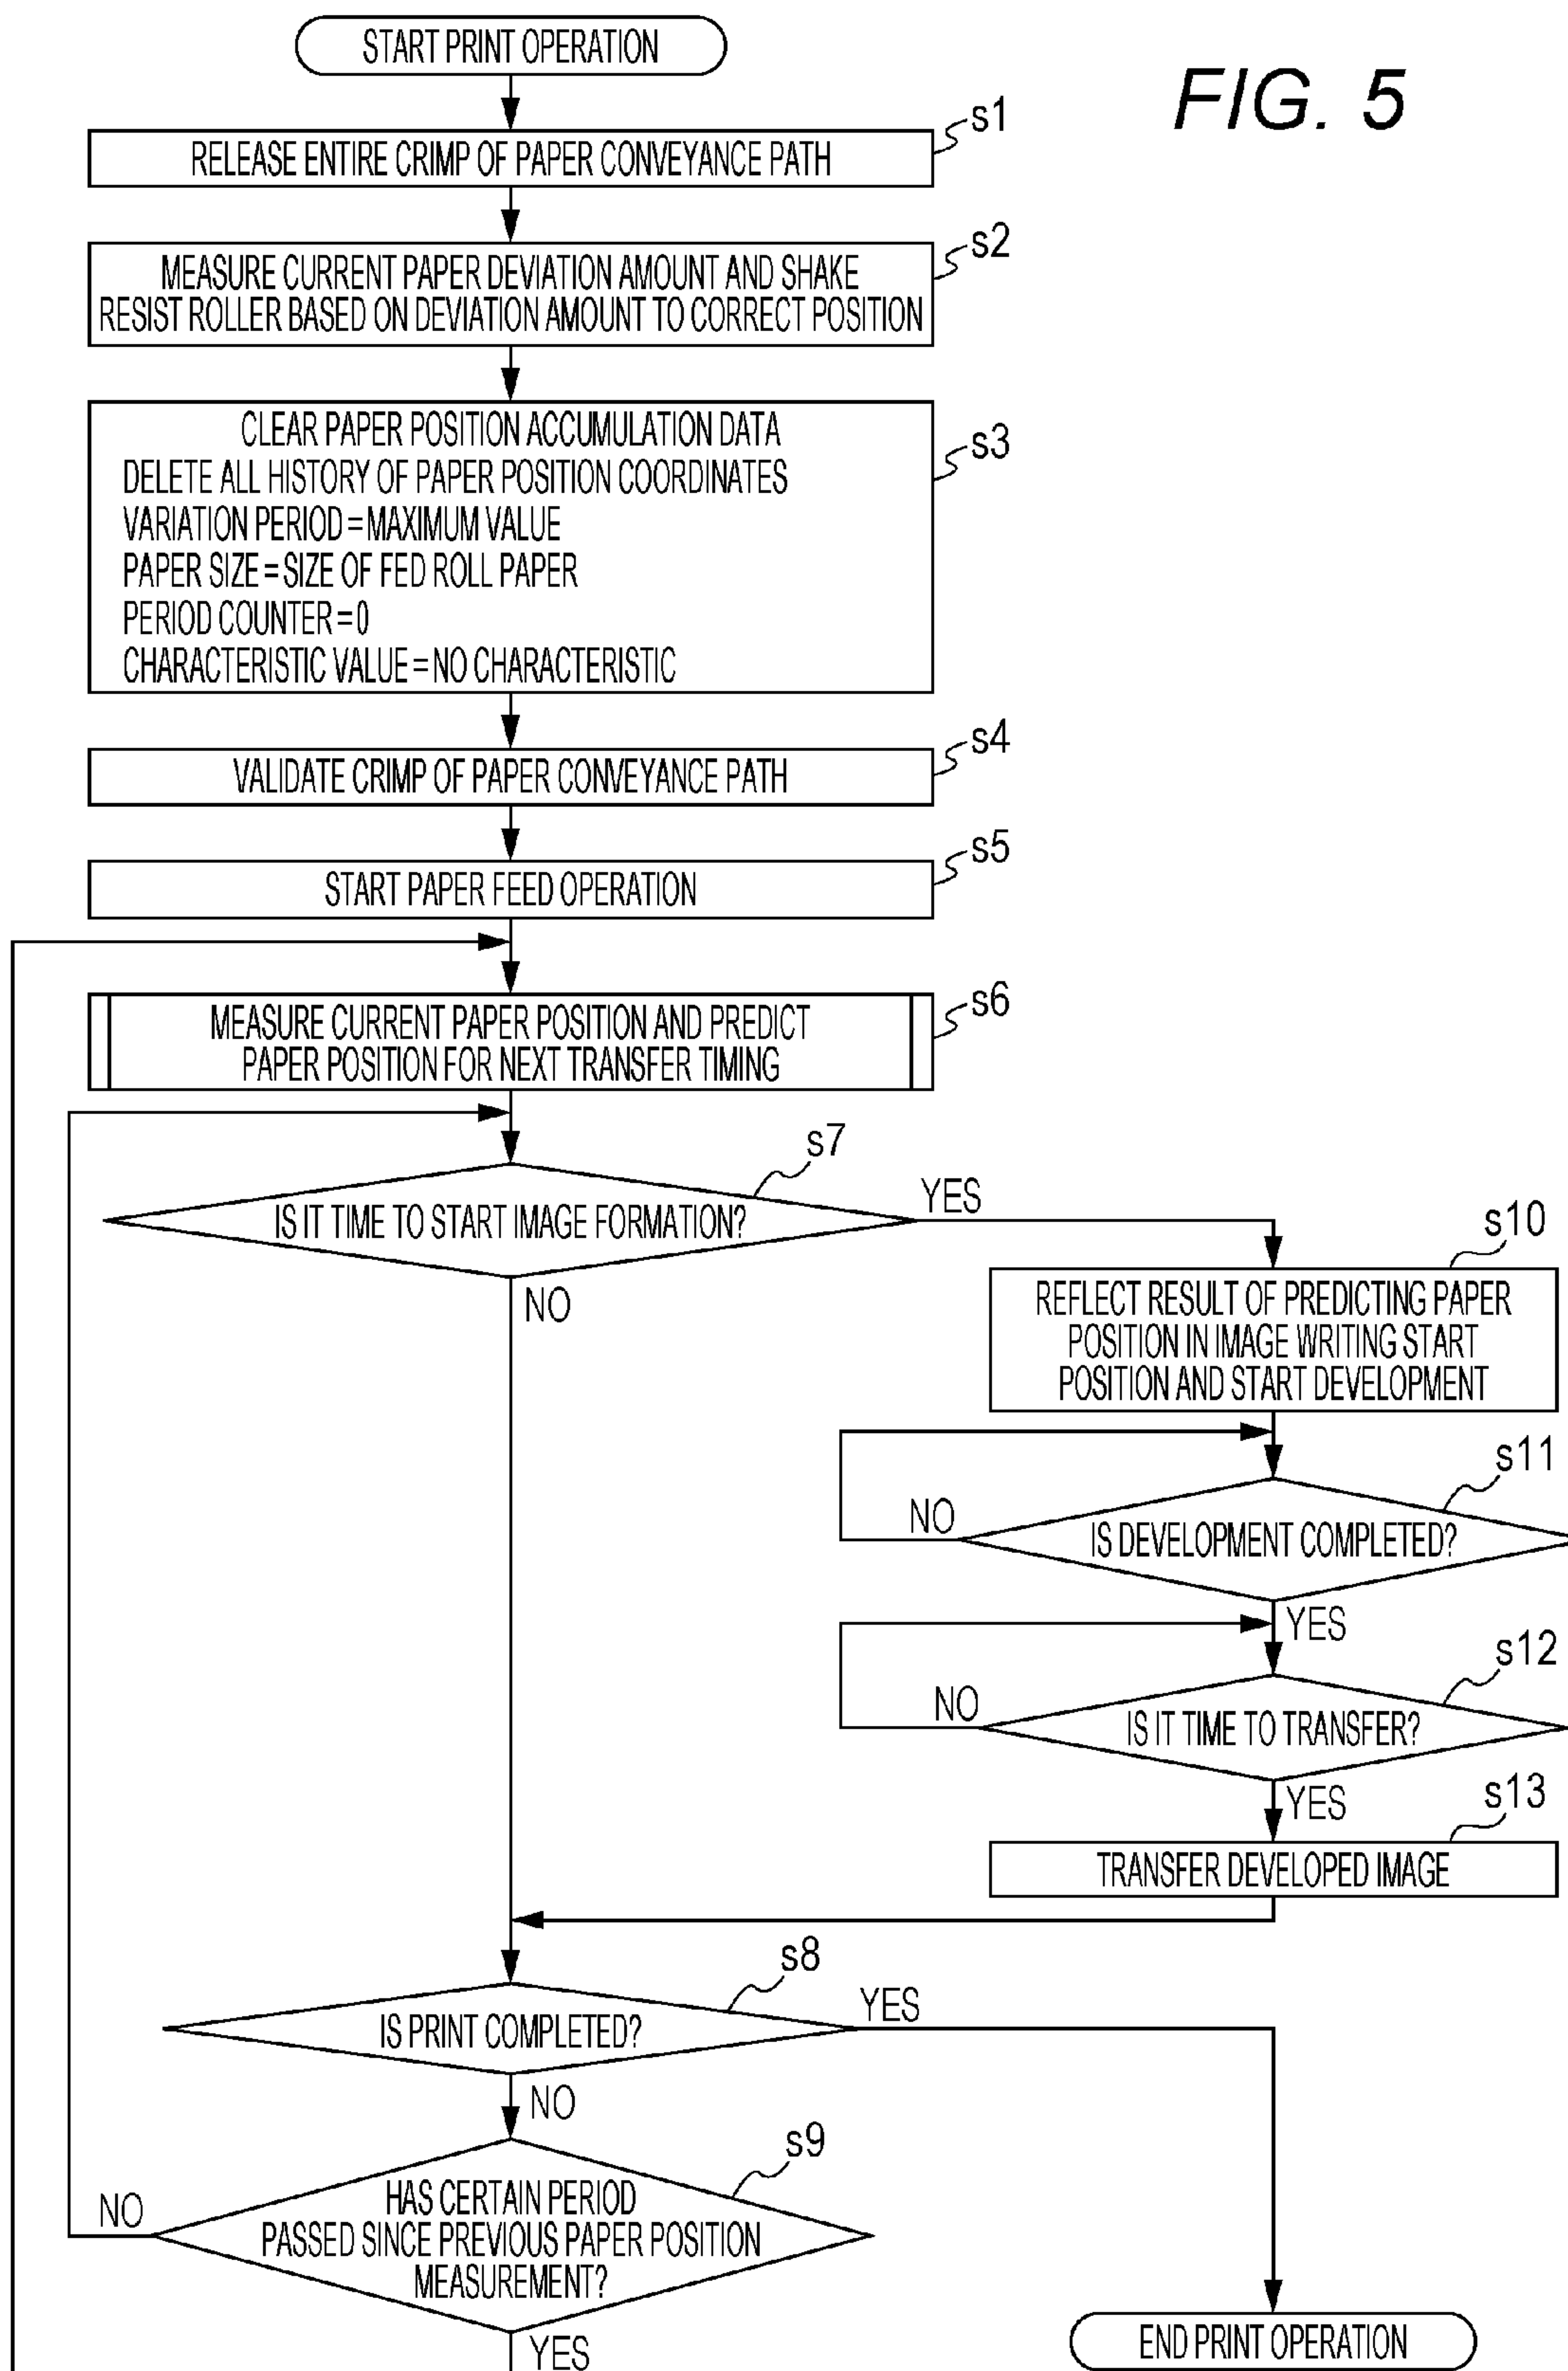 START PRINT OPERATION
FIG. 5
s1
RELEASE ENTIRE CRIMP OF PAPER CONVEYANCE PATH
s2
MEASURE CURRENT PAPER DEVIATION AMOUNT AND SHAKE
RESIST ROLLER BASED ON DEVIATION AMOUNT TO CORRECT POSITION
s3
CLEAR PAPER POSITION ACCUMULATION DATA
DELETE ALL HISTORY OF PAPER POSITION COORDINATES
VARIATION PERIOD = MAXIMUM VALUE
PAPER SIZE = SIZE OF FED ROLL PAPER
PERIOD COUNTER = 0
CHARACTERISTIC VALUE = NO CHARACTERISTIC
s4
VALIDATE CRIMP OF PAPER CONVEYANCE PATH
s5
START PAPER FEED OPERATION
s6
MEASURE CURRENT PAPER POSITION AND PREDICT
PAPER POSITION FOR NEXT TRANSFER TIMING
s7
IS IT TIME TO START IMAGE FORMATION?
YES
NO
s10
REFLECT RESULT OF PREDICTING PAPER
POSITION IN IMAGE WRITING START
POSITION AND START DEVELOPMENT
s11
NO
IS DEVELOPMENT COMPLETED?
YES
s12
NO
IS IT TIME TO TRANSFER?
YES
s13
TRANSFER DEVELOPED IMAGE
s8
IS PRINT COMPLETED?
YES
NO
s9
NO
HAS CERTAIN PERIOD
PASSED SINCE PREVIOUS PAPER POSITION
MEASUREMENT?
YES
END PRINT OPERATION